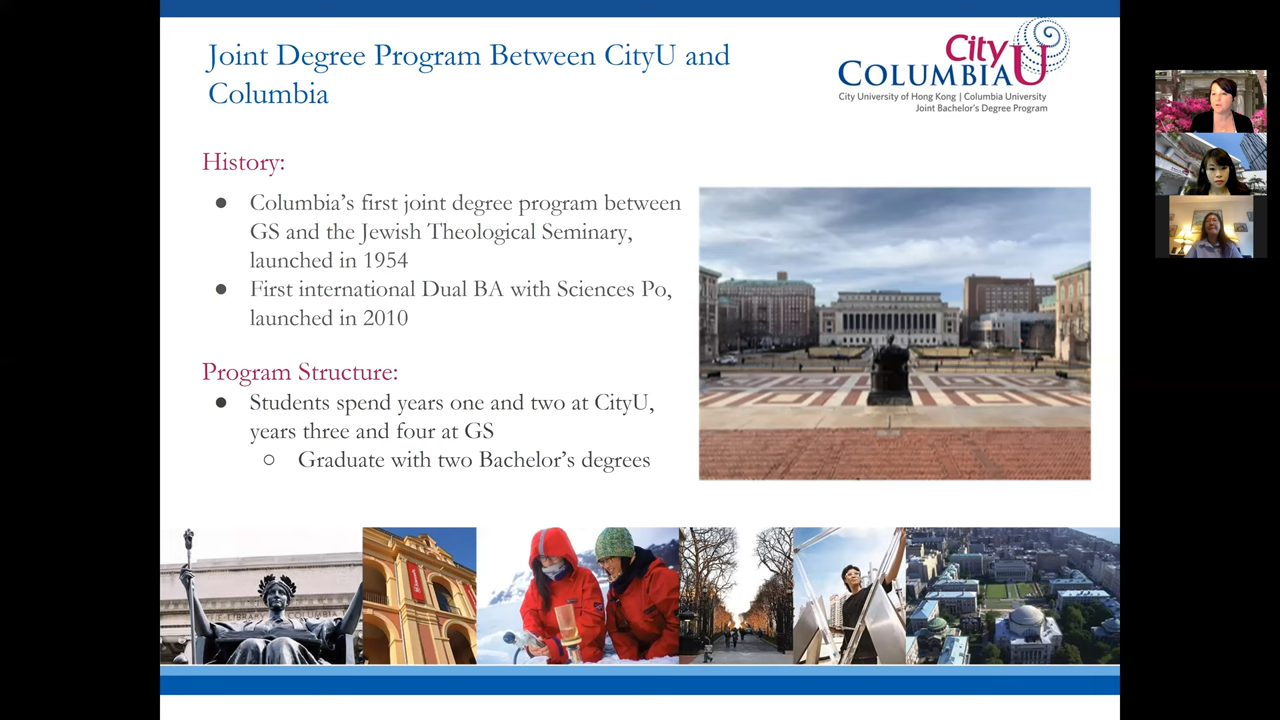 Joint Degree Program Between CityU and
Columbia
City U
COLUMBIA
City University of Hong Kong | Columbia University
Joint Bachelor's Degree Program
History:
● Columbia's first joint degree program between
GS and the Jewish Theological Seminary,
launched in 1954
● First international Dual BA with Sciences Po,
launched in 2010
Program Structure:
● Students spend years one and two at CityU,
years three and four at GS
○ Graduate with two Bachelor's degrees